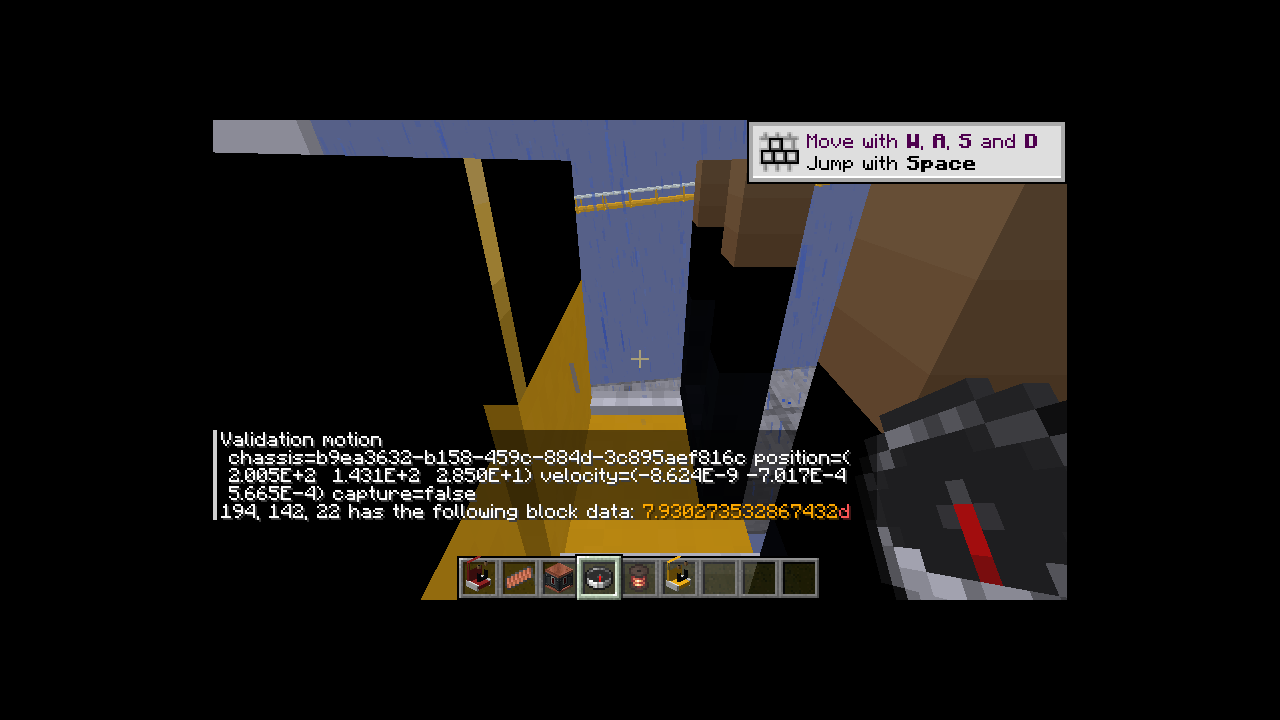 Move with W, A, S and D
Jump with Space
Validation motion
chassis=b9ea3632-b158-459c-884d-3c895aef816c position=(
2.005E+2  1.431E+2  2.850E+1) velocity=(-8.624E-9 -7.017E-4
5.665E-4) capture=false
194, 142, 22 has the following block data: 7.930273532867432d